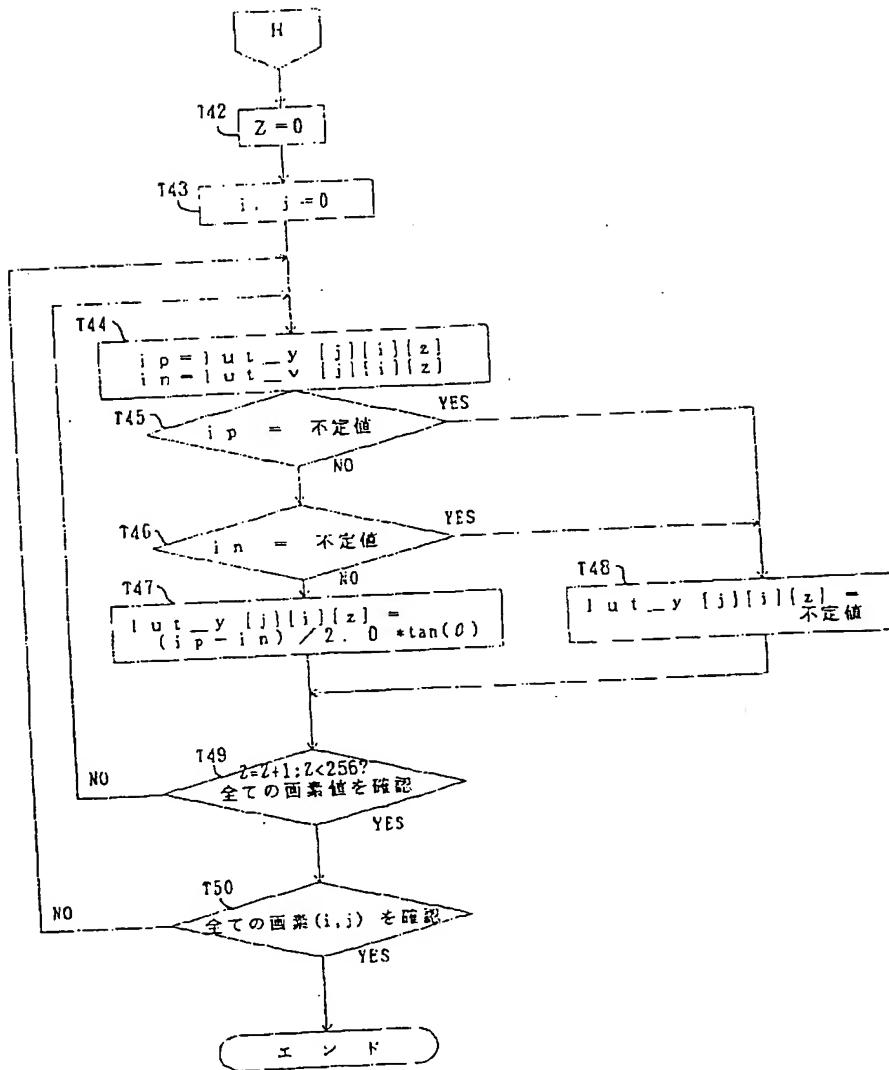 H
T42
Z = 0
T43
i, j = 0
T44
ip = lut_y [j][i][z]
in = lut_v [j][i][z]
T45
ip = 不定値
YES
NO
T46
in = 不定値
YES
NO
T47
lut_y [j][i][z] =
(ip-in) / 2.0 *tan(θ)
T48
lut_y [j][i][z] =
不定値
T49
Z=Z+1;Z<256?
全ての画素値を確認
NO
YES
T50
全ての画素(i,j) を確認
NO
YES
エンド